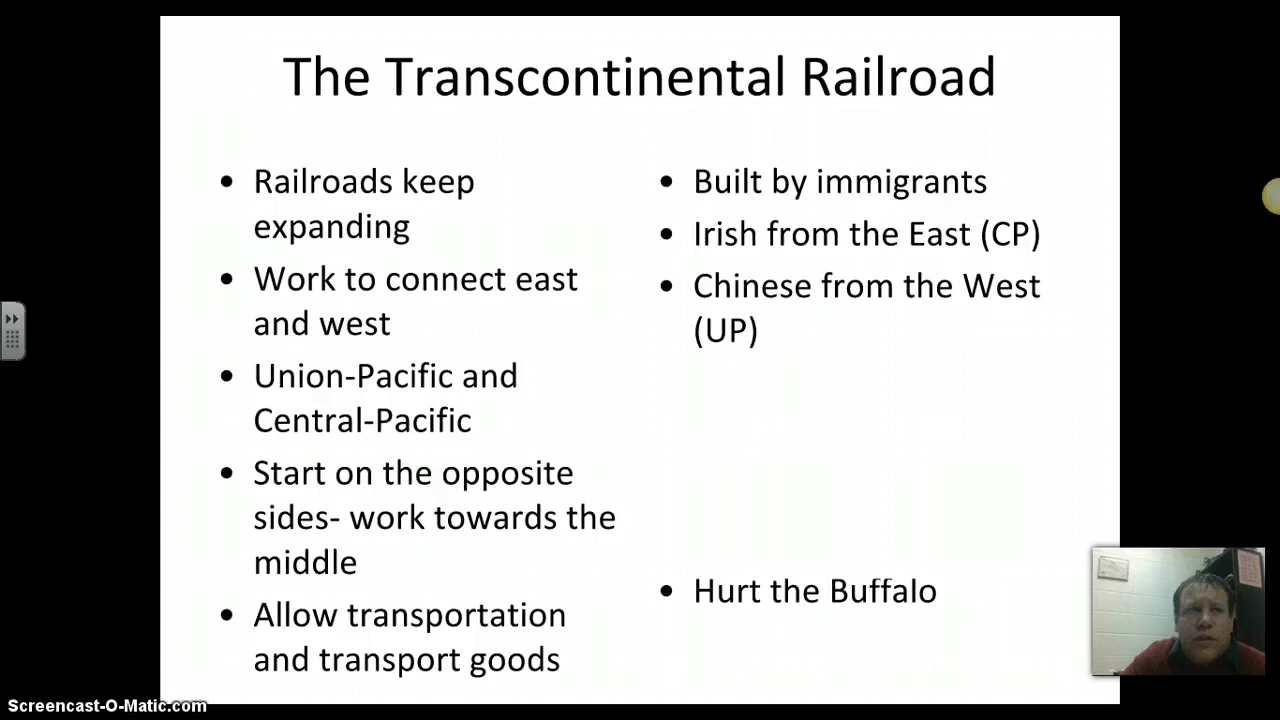 The Transcontinental Railroad
• Railroads keep
expanding
• Work to connect east
and west
• Union-Pacific and
Central-Pacific
• Start on the opposite
sides- work towards the
middle
• Allow transportation
and transport goods
• Built by immigrants
• Irish from the East (CP)
• Chinese from the West
(UP)
• Hurt the Buffalo
Screencast-O-Matic.com